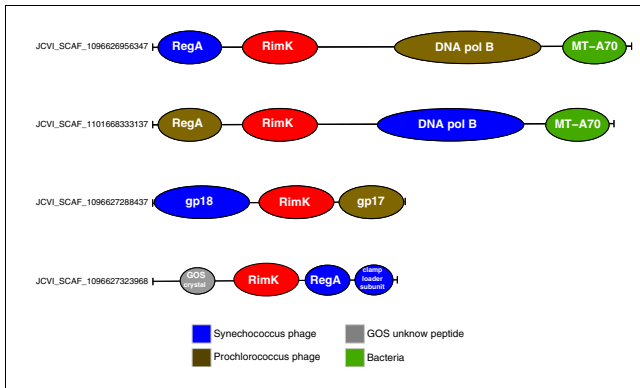 JCVI_SCAF_1096626956347 RegA RimK DNA pol B MT-A70
JCVI_SCAF_1101668333137 RegA RimK DNA pol B MT-A70
JCVI_SCAF_1096627288437 gp18 RimK gp17
JCVI_SCAF_1096627323968 GOS crystal RimK RegA clamp loader subunit
Synechococcus phage GOS unknow peptide
Prochlorococcus phage Bacteria